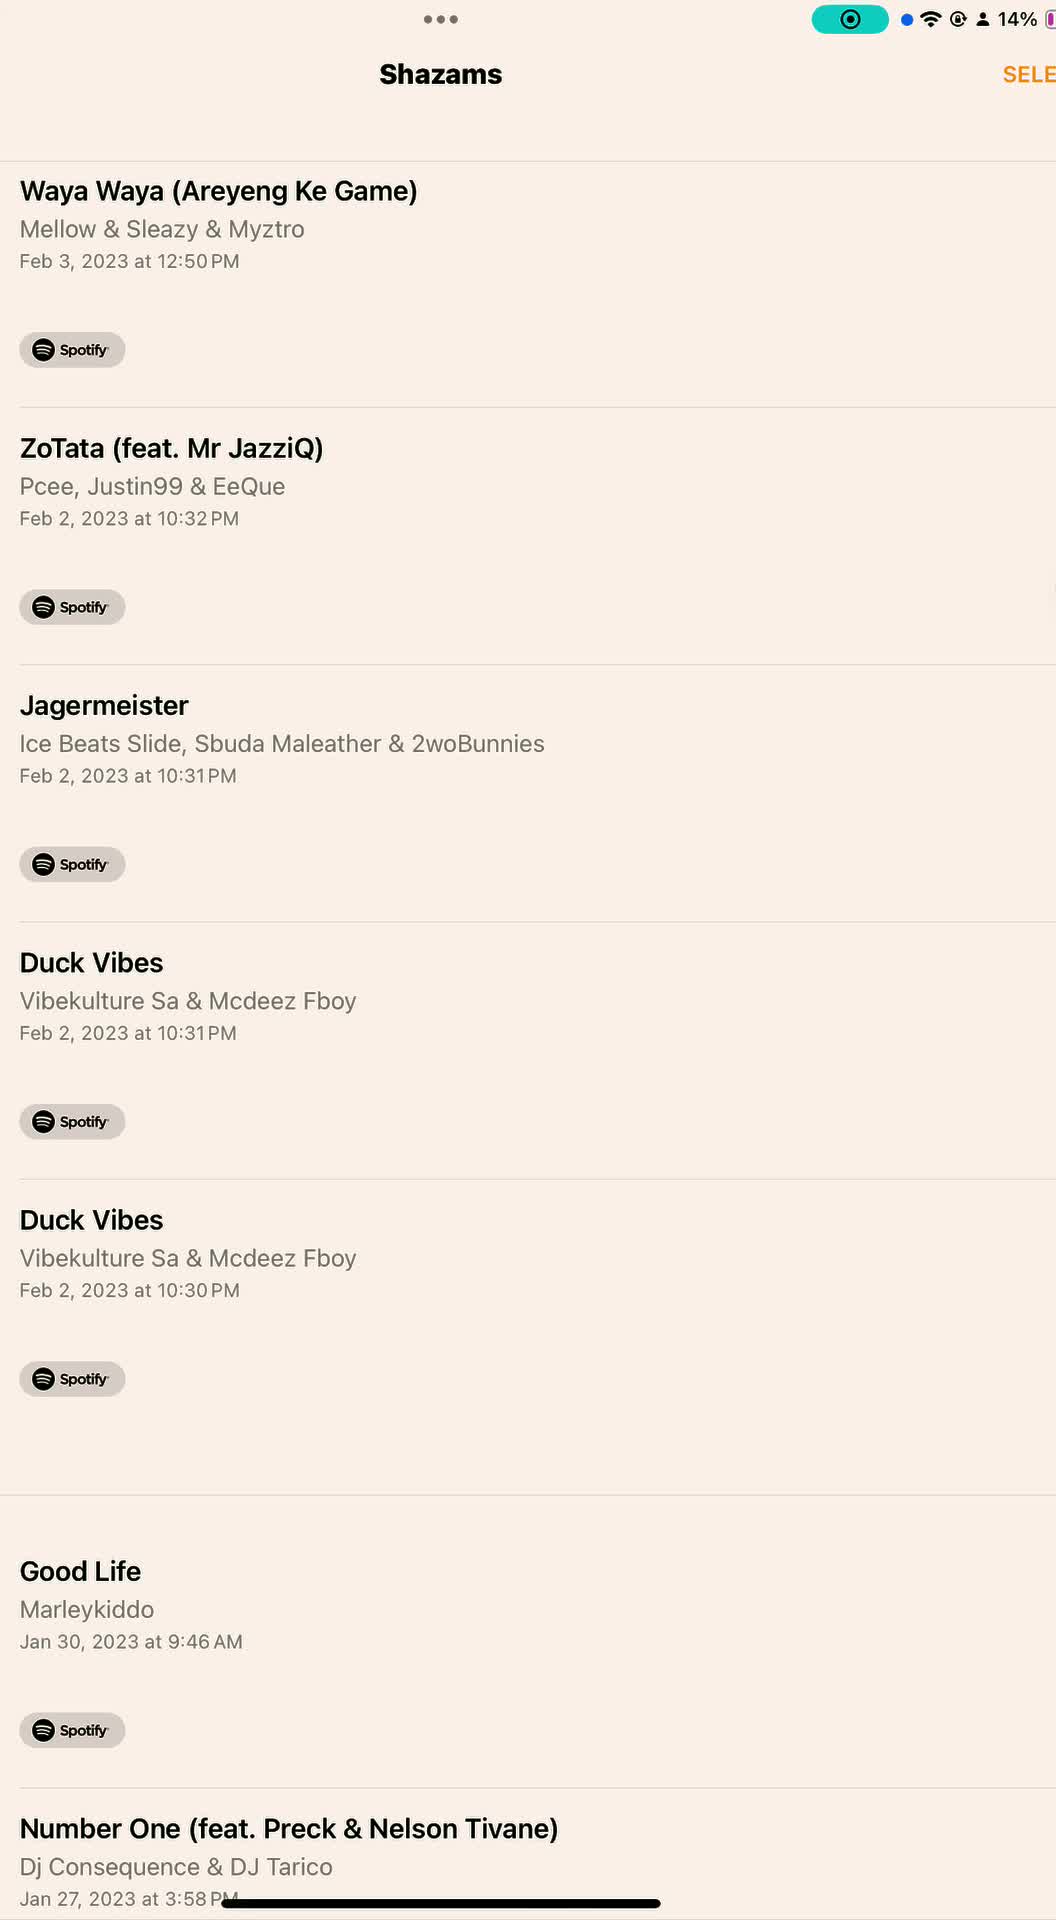 14%
Shazams
SELE
Waya Waya (Areyeng Ke Game)
Mellow & Sleazy & Myztro
Feb 3, 2023 at 12:50 PM
Spotify
ZoTata (feat. Mr JazziQ)
Pcee, Justin99 & EeQue
Feb 2, 2023 at 10:32 PM
Spotify
Jagermeister
Ice Beats Slide, Sbuda Maleather & 2woBunnies
Feb 2, 2023 at 10:31 PM
Spotify
Duck Vibes
Vibekulture Sa & Mcdeez Fboy
Feb 2, 2023 at 10:31 PM
Spotify
Duck Vibes
Vibekulture Sa & Mcdeez Fboy
Feb 2, 2023 at 10:30 PM
Spotify
Good Life
Marleykiddo
Jan 30, 2023 at 9:46 AM
Spotify
Number One (feat. Preck & Nelson Tivane)
Dj Consequence & DJ Tarico
Jan 27, 2023 at 3:58 PM